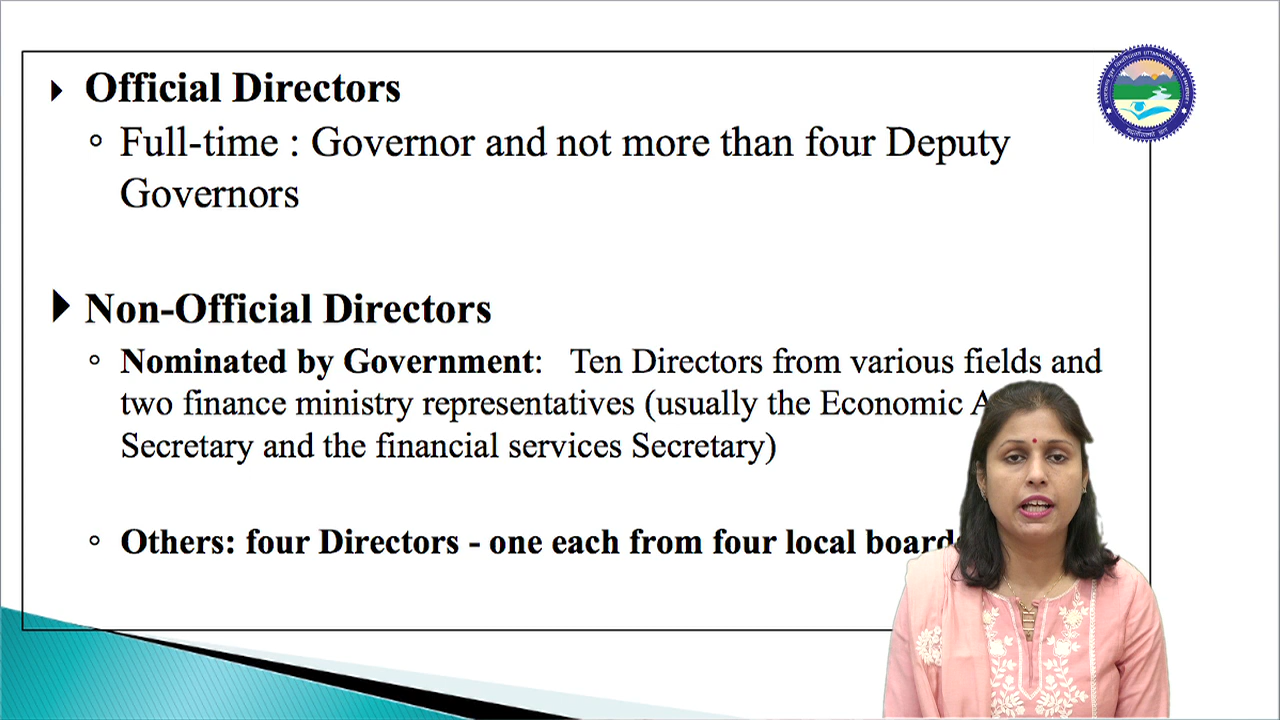 Official Directors
Full-time : Governor and not more than four Deputy
Governors
Non-Official Directors
Nominated by Government: Ten Directors from various fields and
two finance ministry representatives (usually the Economic
Secretary and the financial services Secretary)
Others: four Directors - one each from four local board